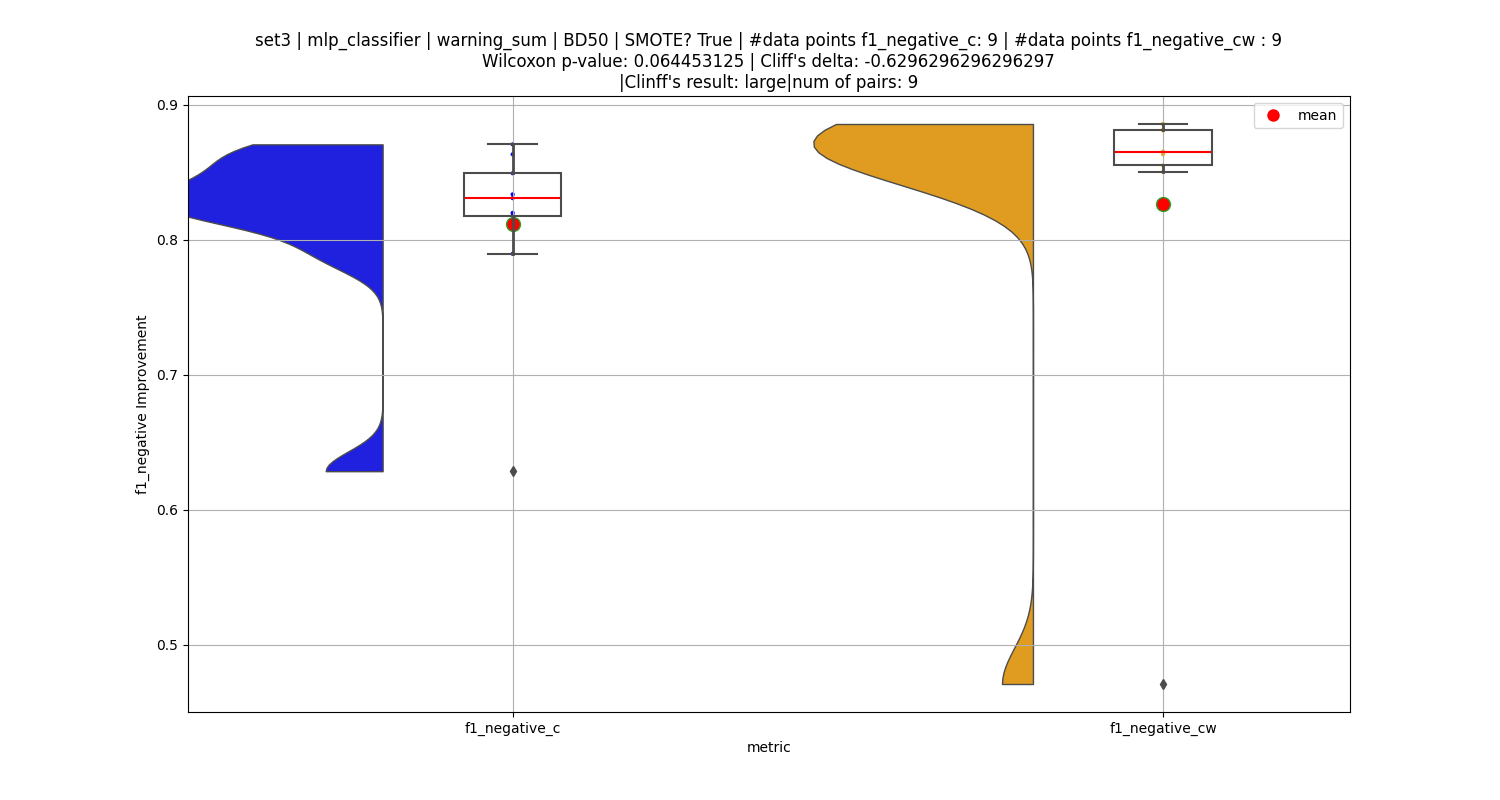 set3 | mlp_classifier | warning_sum | BD50 | SMOTE? True | #data points f1_negative_c: 9 | #data points f1_negative_cw : 9
Wilcoxon p-value: 0.064453125 | Cliff's delta: -0.6296296296296297
|Clinff's result: large|num of pairs: 9
mean
0.9
0.8
0.7
0.6
0.5
f1_negative Improvement
f1_negative_c
f1_negative_cw
metric